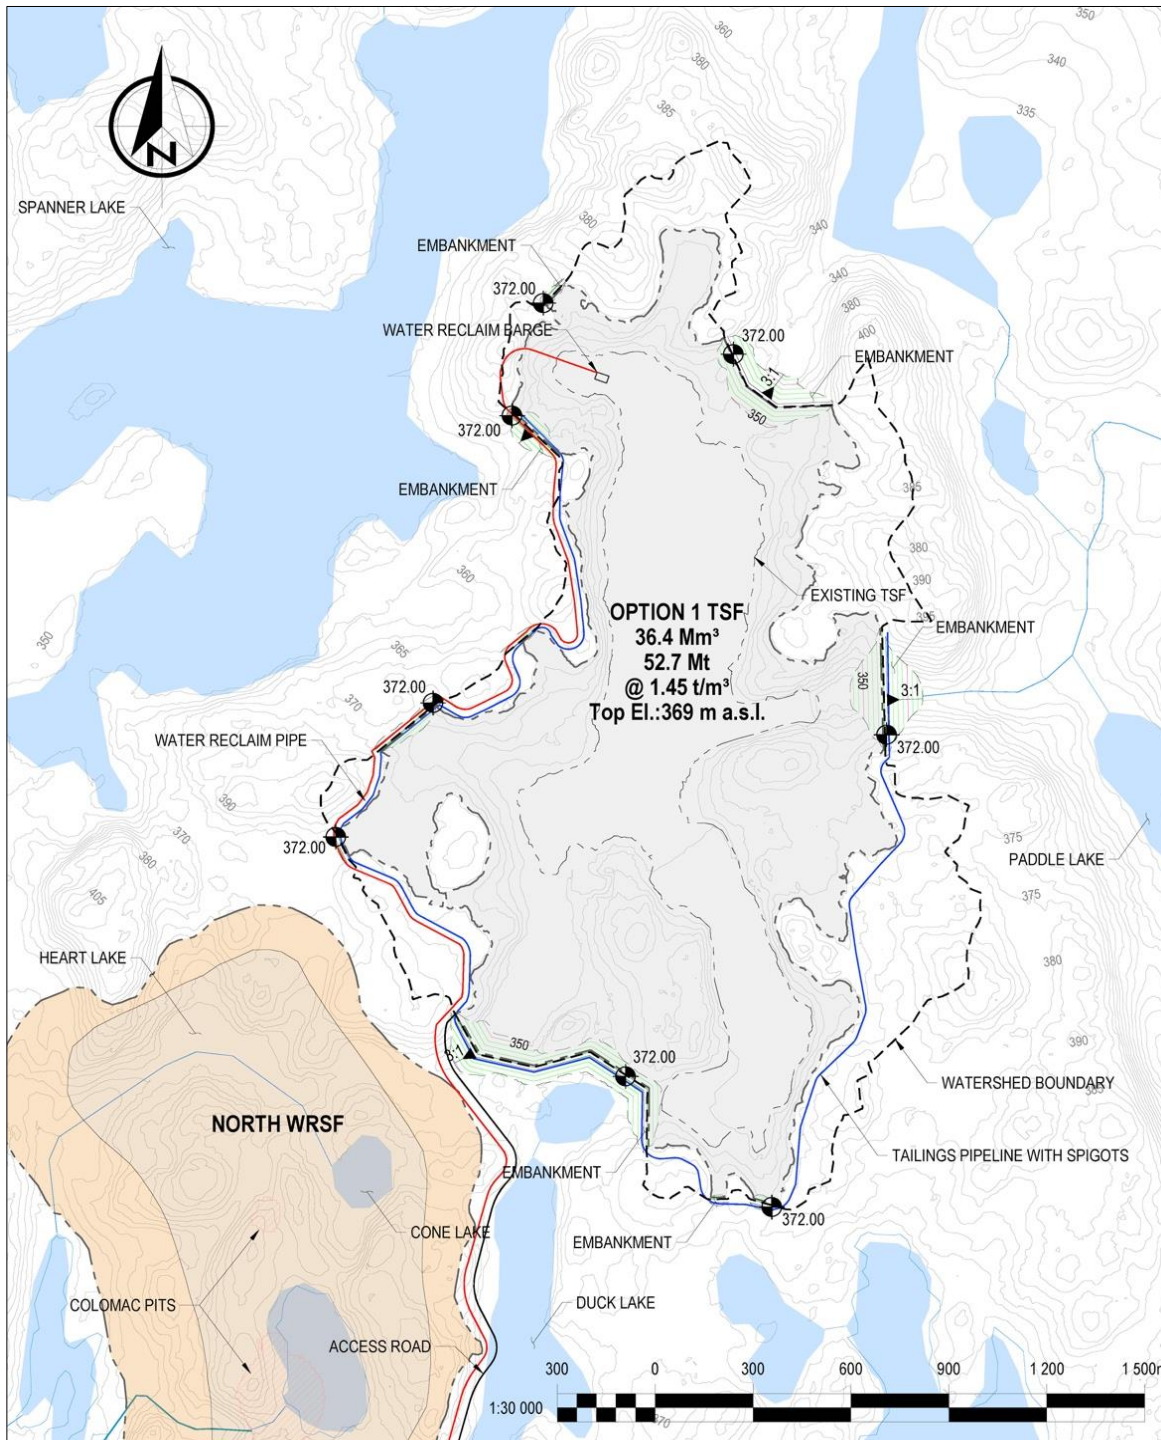 350
360
380
340
335
385
N
SPANNER LAKE
380
340
EMBANKMENT
340
380
372.00
400
WATER RECLAIM BARGE
372.00
EMBANKMENT
3:1
350
372.00
EMBANKMENT
380
360
390
EXISTING TSF
OPTION 1 TSF
36.4 Mm³
52.7 Mt
@ 1.45 t/m³
Top El.:369 m a.s.l.
395
EMBANKMENT
350
365
350
3:1
372.00
370
372.00
WATER RECLAIM PIPE
390
370
372.00
380
375
PADDLE LAKE
405
375
HEART LAKE
380
350
3:1
372.00
390
WATERSHED BOUNDARY
385
NORTH WRSF
TAILINGS PIPELINE WITH SPIGOTS
EMBANKMENT
372.00
CONE LAKE
EMBANKMENT
COLOMAC PITS
DUCK LAKE
ACCESS ROAD
300 0 300 600 900 1 200 1 500m
1:30 000
370